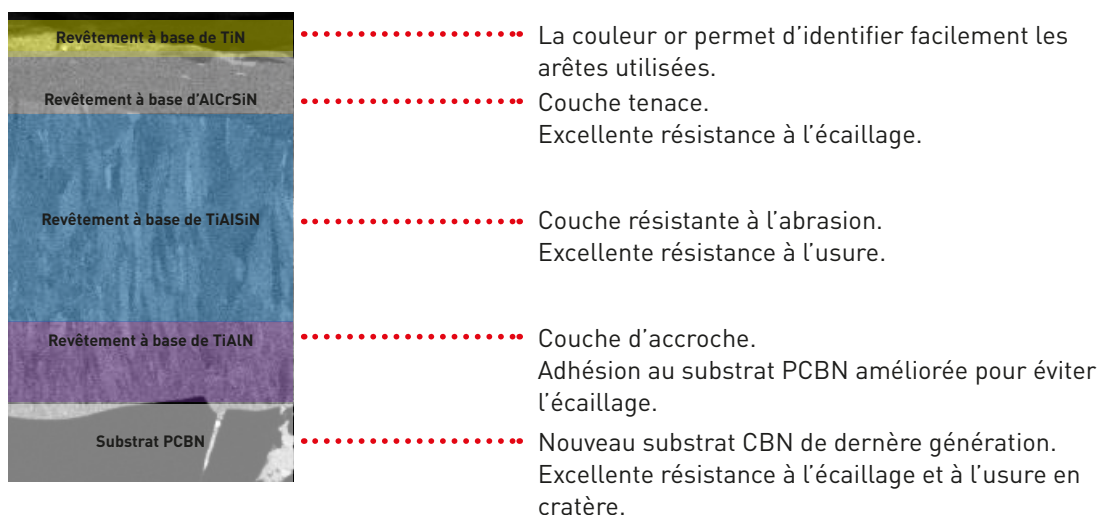 Revêtement à base de TiN
La couleur or permet d’identifier facilement les
arêtes utilisées.
Revêtement à base d’AlCrSiN
Couche tenace.
Excellente résistance à l’écaillage.
Revêtement à base de TiAlSiN
Couche résistante à l’abrasion.
Excellente résistance à l’usure.
Revêtement à base de TiAlN
Couche d’accroche.
Adhésion au substrat PCBN améliorée pour éviter
l’écaillage.
Substrat PCBN
Nouveau substrat CBN de dernère génération.
Excellente résistance à l’écaillage et à l’usure en
cratère.